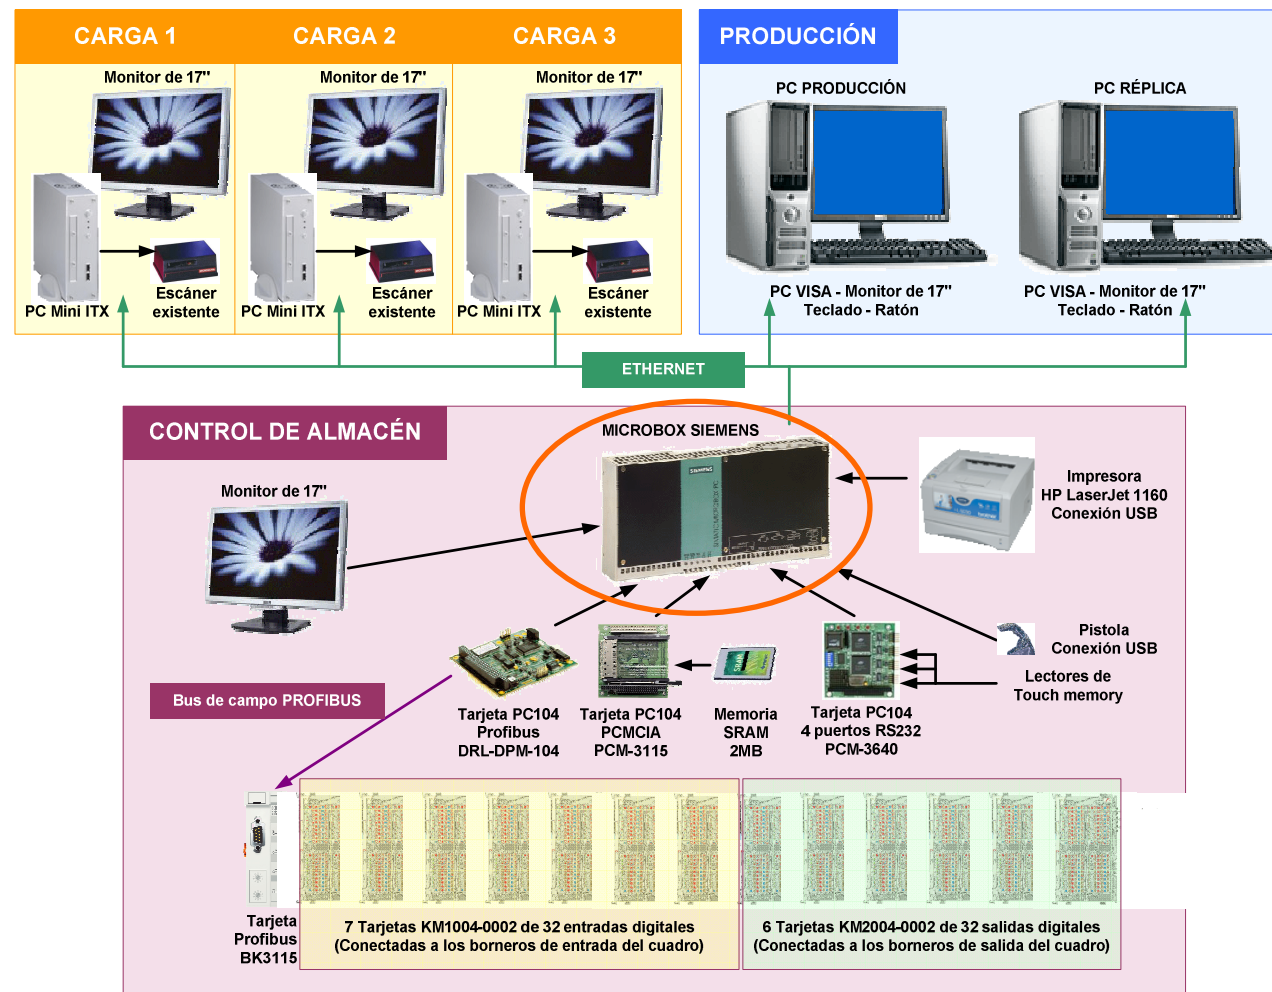 CARGA 1
CARGA 2
CARGA 3
PRODUCCIÓN
Monitor de 17"
Monitor de 17"
Monitor de 17"
PC PRODUCCIÓN
PC RÉPLICA
PC Mini ITX
Escáner
existente
PC Mini ITX
Escáner
existente
PC Mini ITX
Escáner
existente
PC VISA - Monitor de 17"
Teclado - Ratón
PC VISA - Monitor de 17"
Teclado - Ratón
ETHERNET
CONTROL DE ALMACÉN
MICROBOX SIEMENS
SIEMENS
SIMATIC MICROBOX PC
Monitor de 17"
Impresora
HP LaserJet 1160
Conexión USB
Pistola
Conexión USB
Lectores de
Touch memory
Bus de campo PROFIBUS
SRAM
Tarjeta PC104
Profibus
DRL-DPM-104
Tarjeta PC104
PCMCIA
PCM-3115
Memoria
SRAM
2MB
Tarjeta PC104
4 puertos RS232
PCM-3640
Tarjeta
Profibus
BK3115
7 Tarjetas KM1004-0002 de 32 entradas digitales
(Conectadas a los borneros de entrada del cuadro)
6 Tarjetas KM2004-0002 de 32 salidas digitales
(Conectadas a los borneros de salida del cuadro)